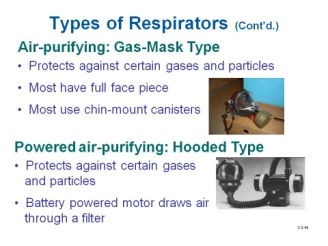 Types of Respirators (Cont'd.)
Air-purifying: Gas-Mask Type
• Protects against certain gases and particles
• Most have full face piece
• Most use chin-mount canisters
Powered air-purifying: Hooded Type
• Protects against certain gases
and particles
• Battery powered motor draws air
through a filter